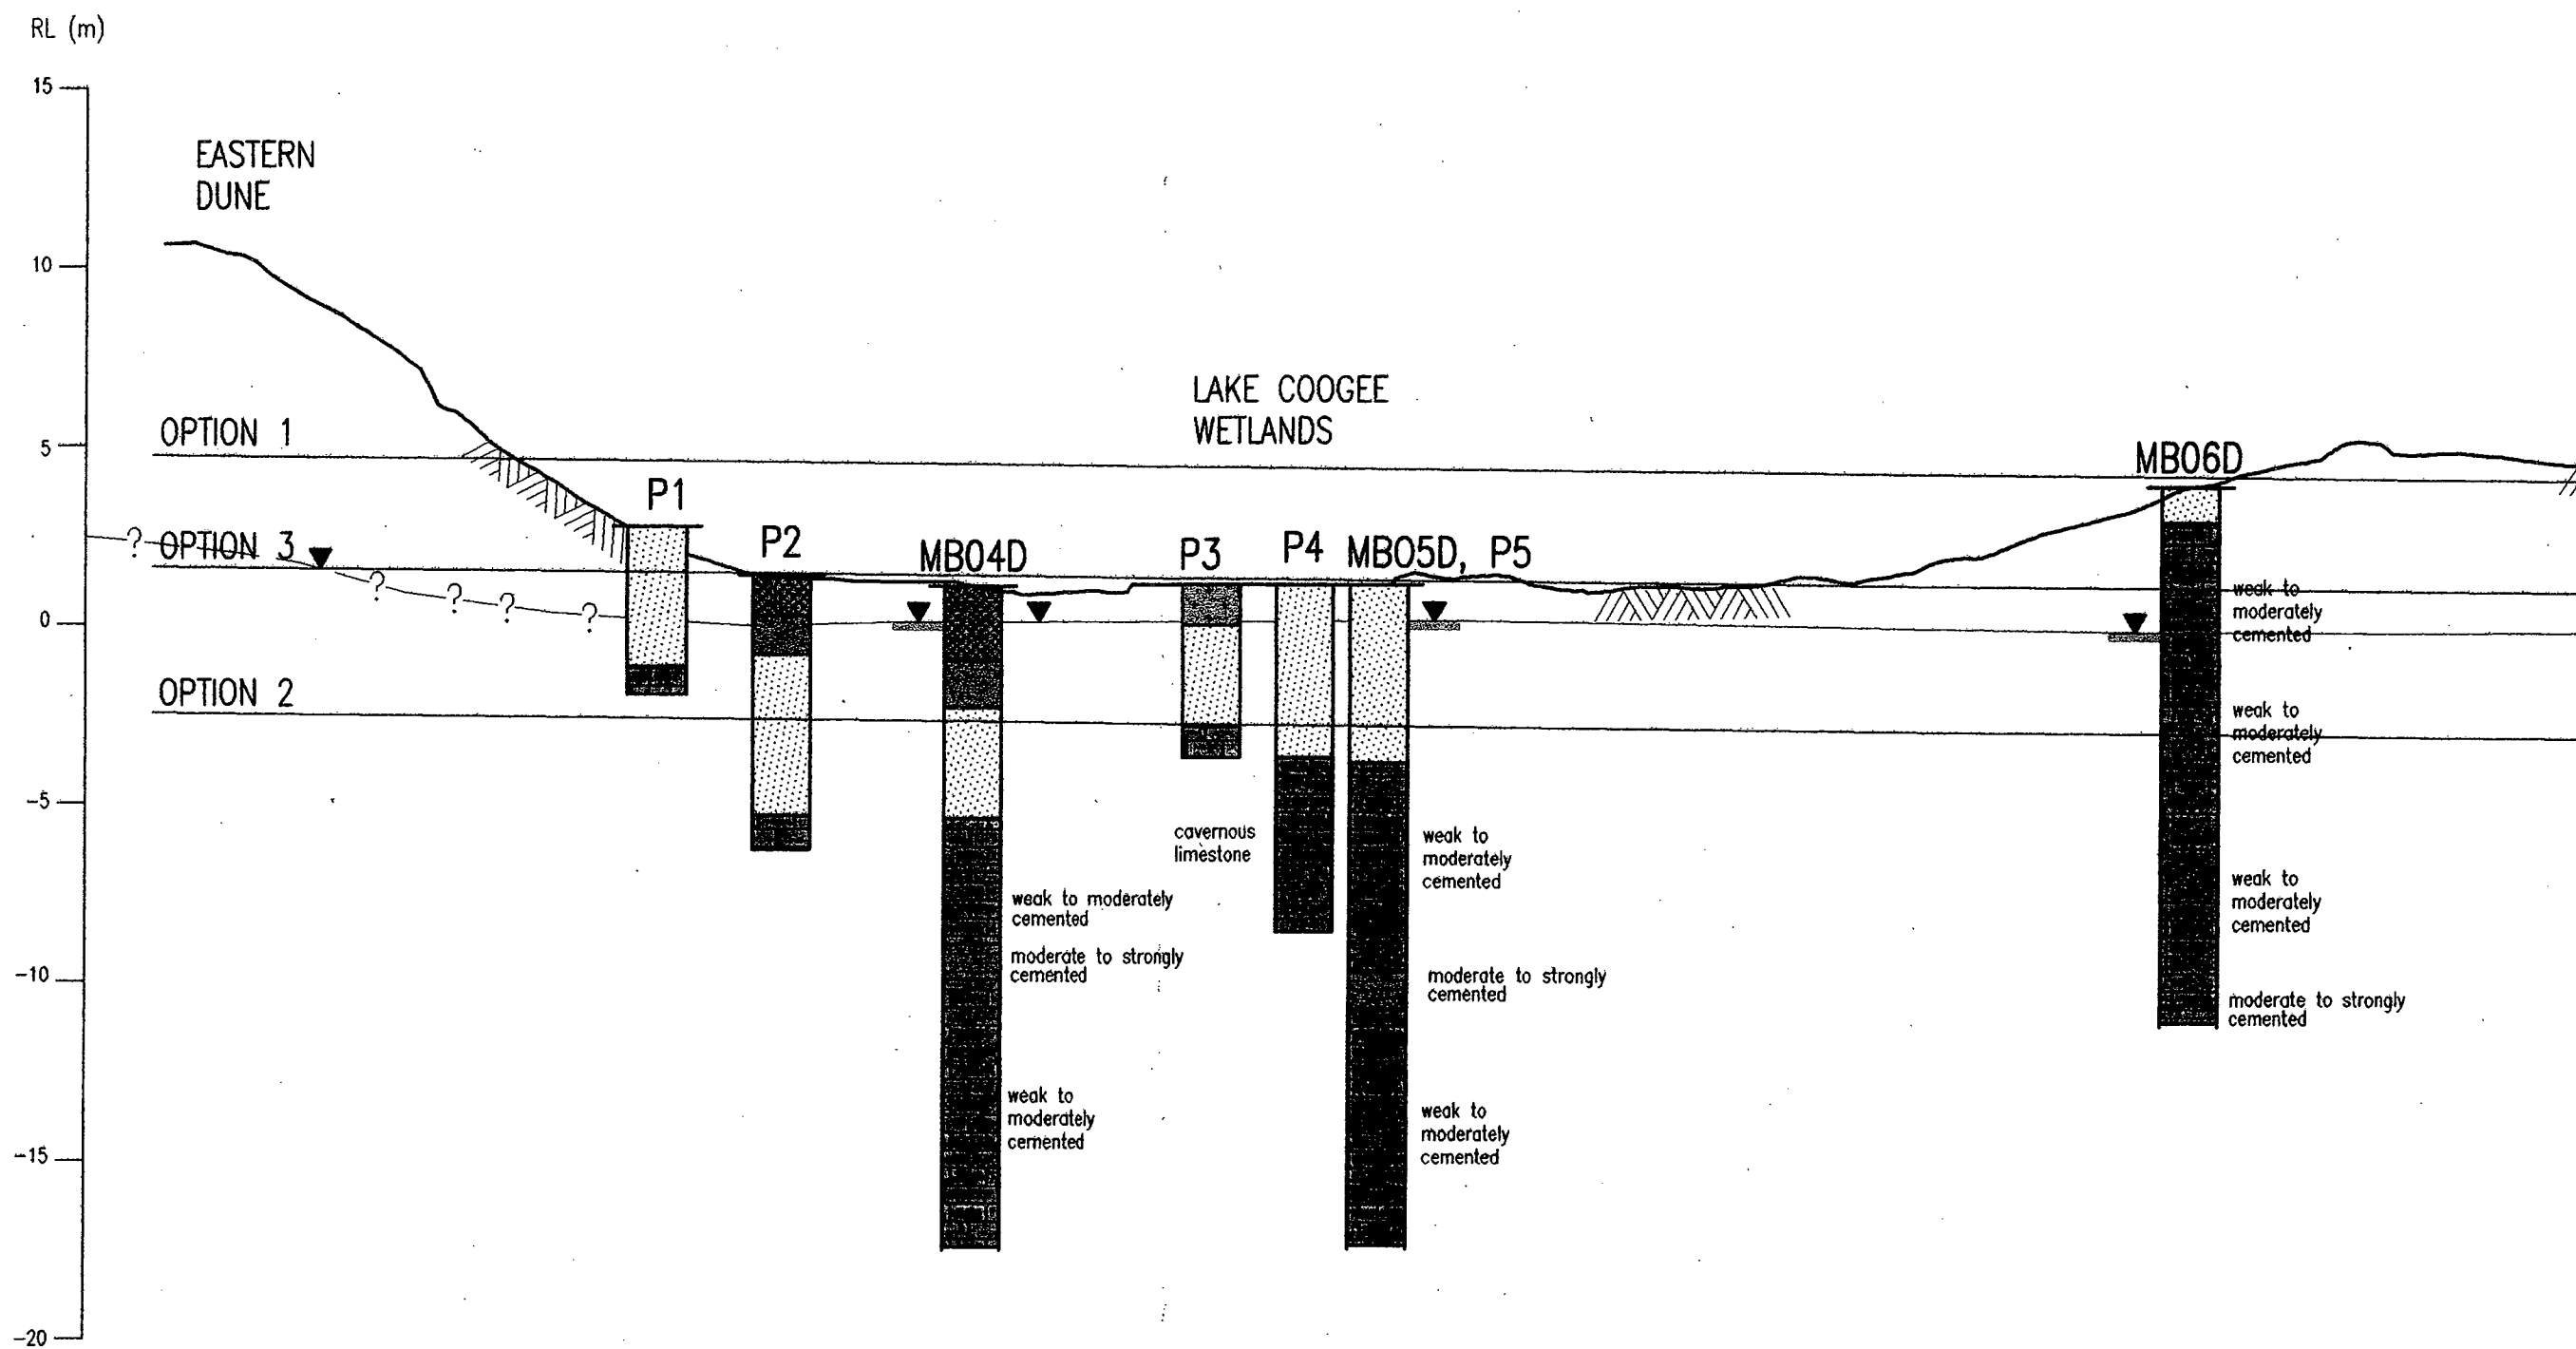 RL (m)
15
EASTERN
DUNE
10
LAKE COOGEE
WETLANDS
OPTION 1
5
MB06D
P1
OPTION 3
?
?
?
?
?
P2
MB04D
P3
P4
MB05D, P5
0
weak to
moderately
cemented
OPTION 2
weak to
moderately
cemented
-5
cavernous
limestone
weak to
moderately
cemented
weak to
moderately
cemented
weak to moderately
cemented
moderate to strongly
cemented
-10
moderate to strongly
cemented
moderate to strongly
cemented
weak to
moderately
cemented
weak to
moderately
cemented
-15
-20